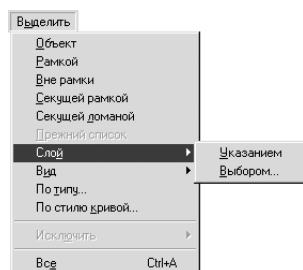 Выделить
Объект
Рамкой
Вне рамки
Секущей рамкой
Секущей ломаной
Прежний список
Слой
Указанием
Вид
Выбором...
По типу...
По стилю кривой...
Исключить
Все Ctrl+A